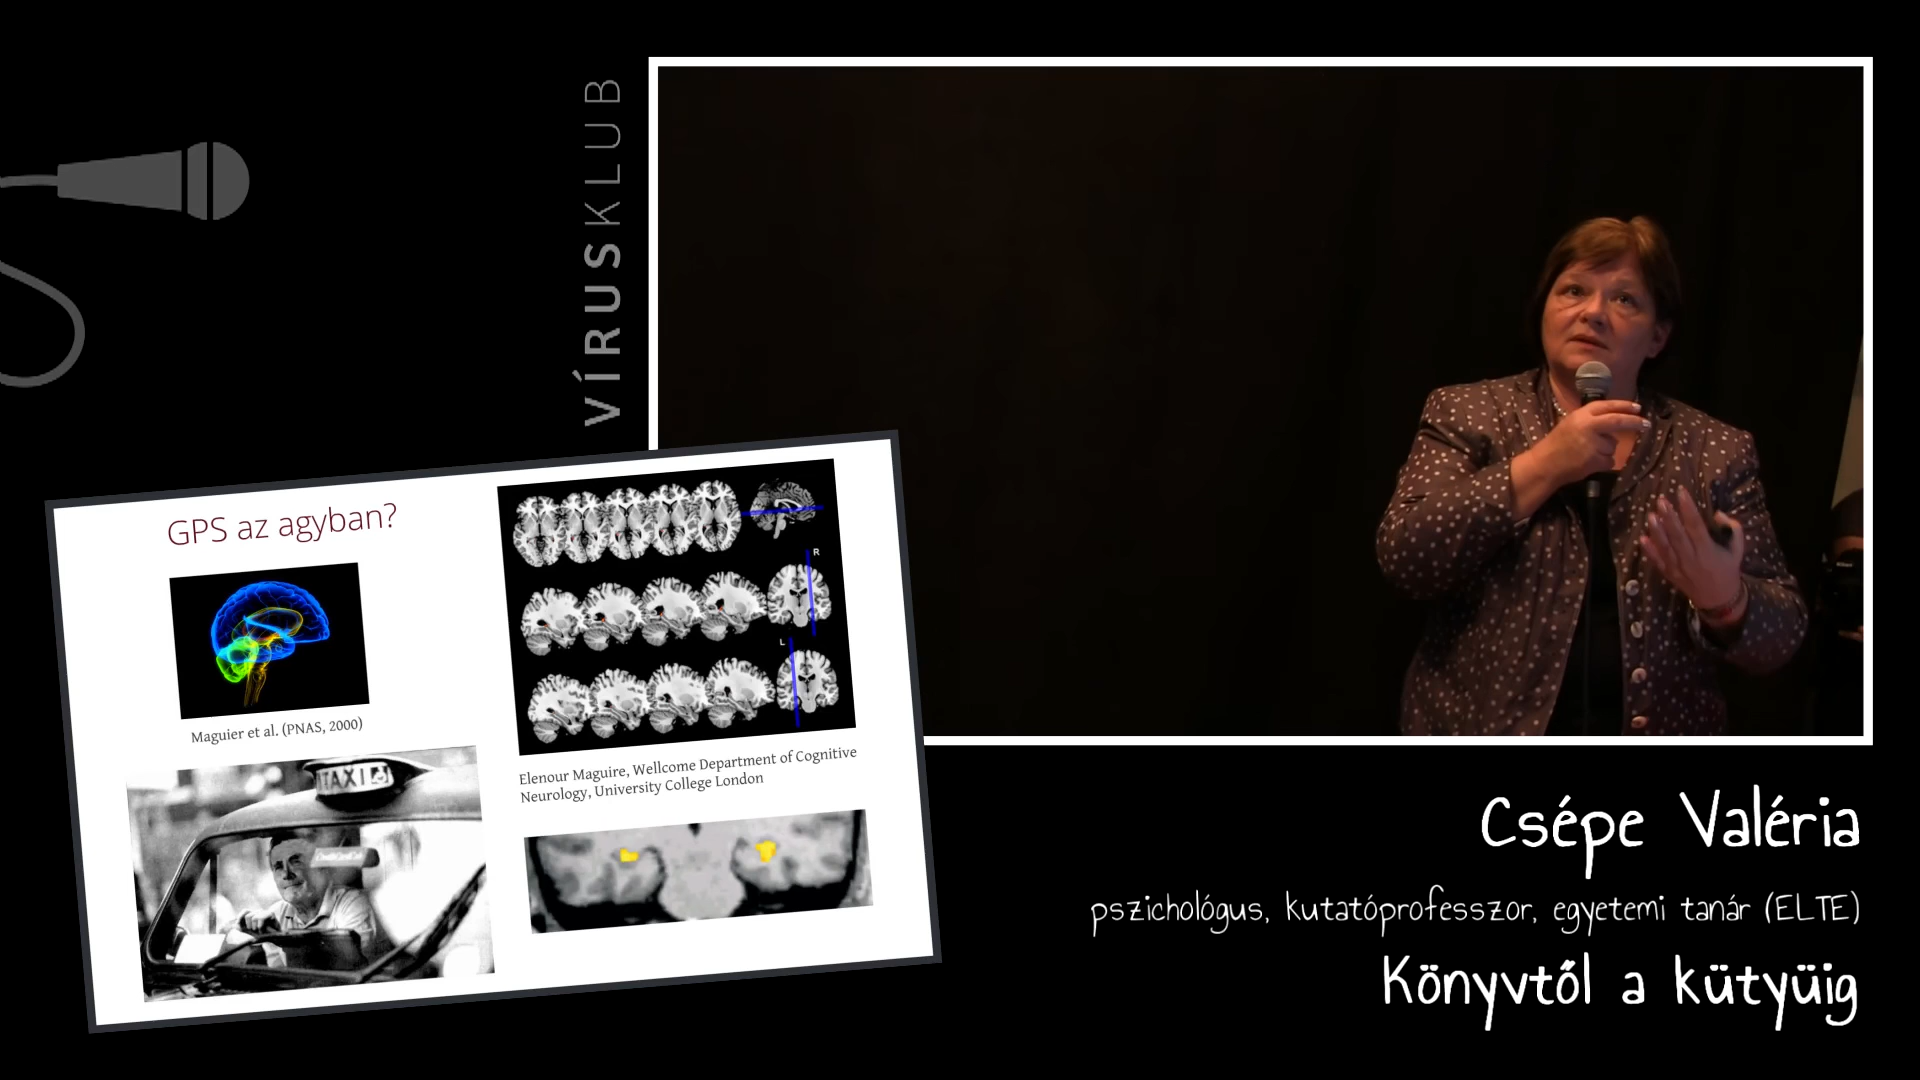 VÍRUSKLUB
GPS az agyban?
Maguier et al. (PNAS, 2000)
TAXI
R
L
Elenour Maguire, Wellcome Department of Cognitive
Neurology, University College London
Csépe Valéria
pszichológus, kutatóprofesszor, egyetemi tanár (ELTE)
Könyvtől a kütyüig